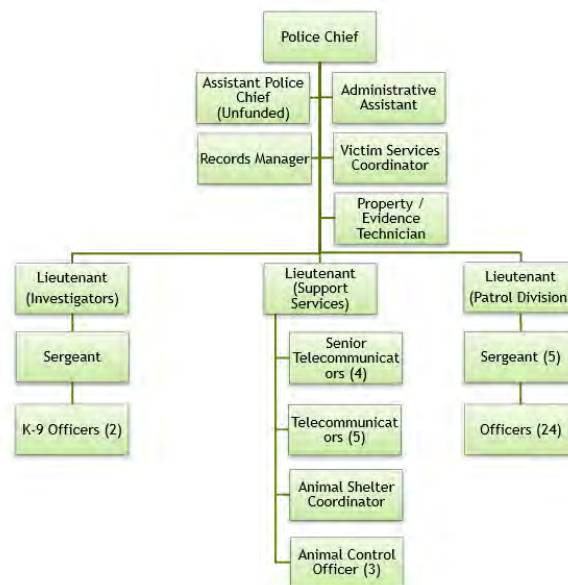 Police Chief
Assistant Police
Chief
(Unfunded)
Administrative
Assistant
Records Manager
Victim Services
Coordinator
Property /
Evidence
Technician
Lieutenant
(Investigators)
Lieutenant
(Support
Services)
Lieutenant
(Patrol Division)
Sergeant
Senior
Telecommunicat
ors (4)
Sergeant (5)
K-9 Officers (2)
Telecommunicat
ors (5)
Officers (24)
Animal Shelter
Coordinator
Animal Control
Officer (3)